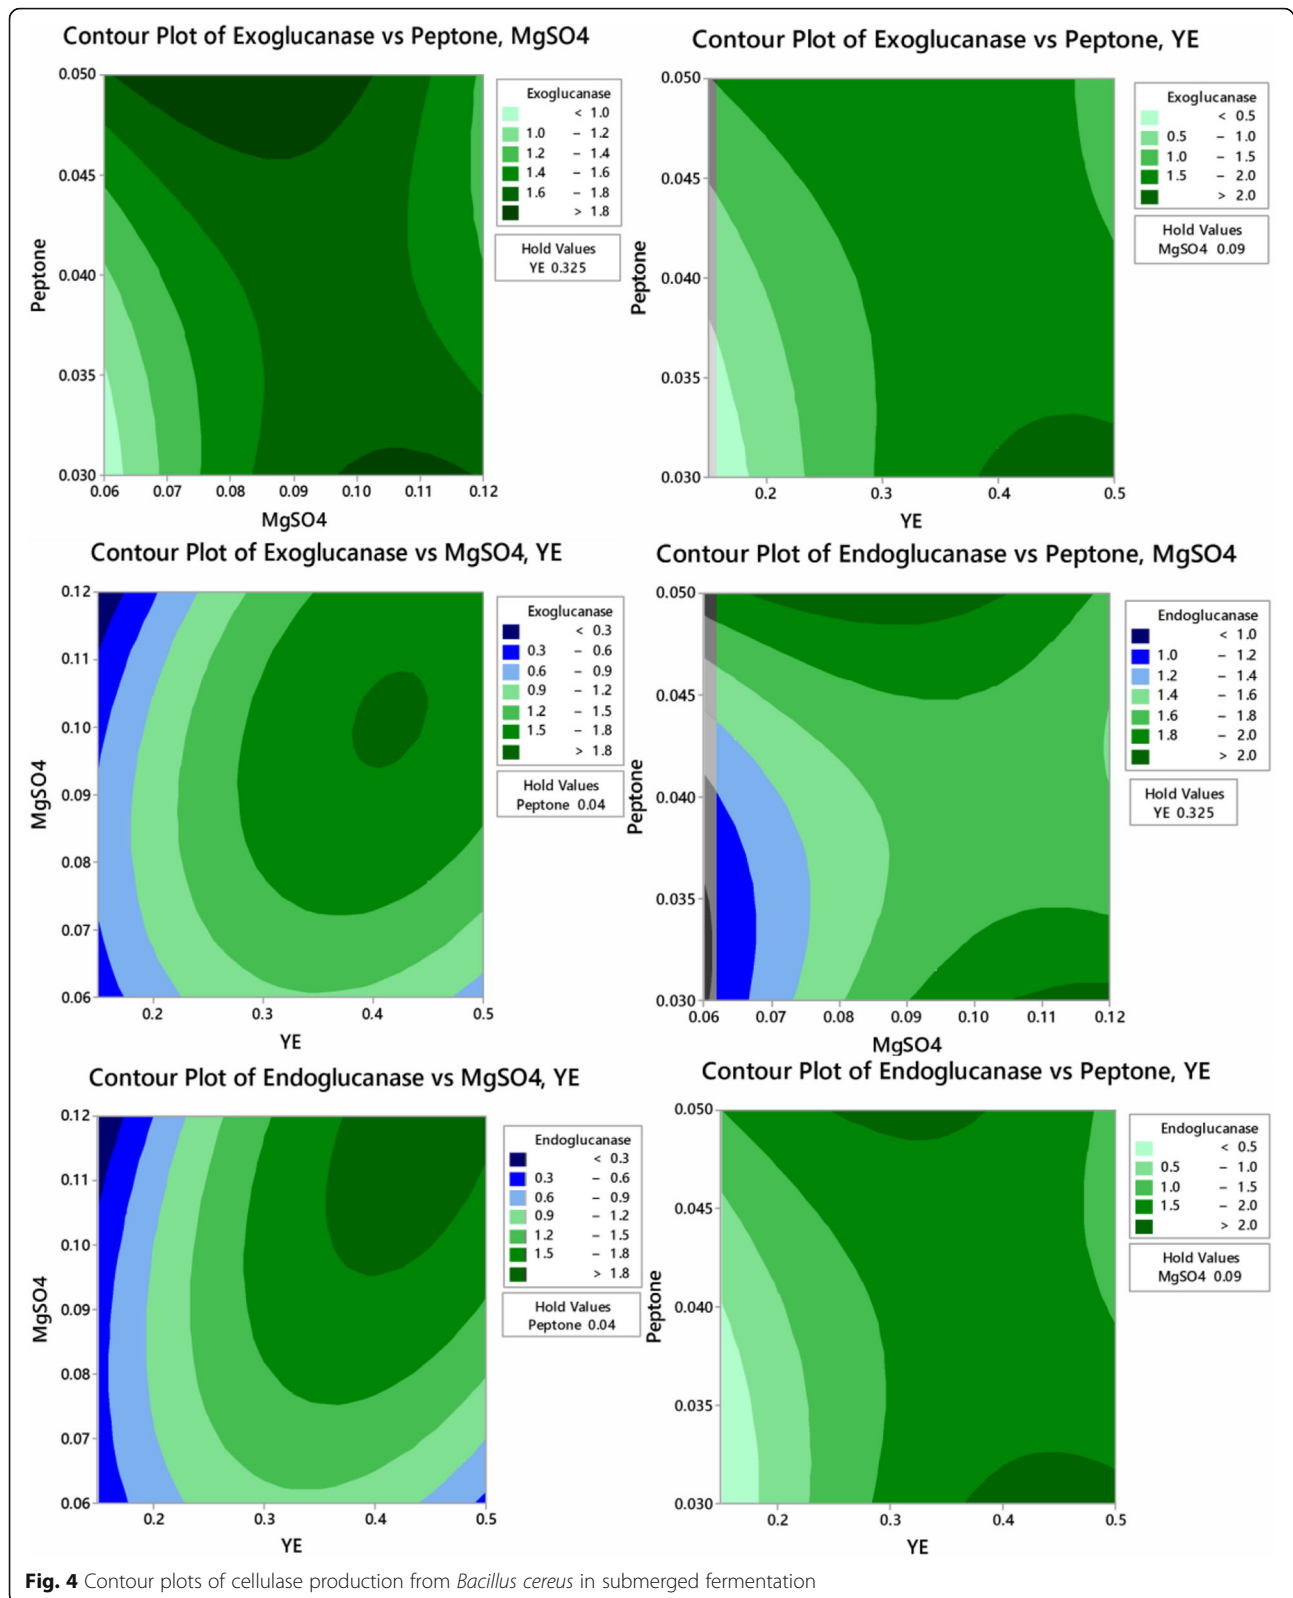 Contour Plot of Exoglucanase vs Peptone, MgSO4
0.050
0.045
0.040
0.035
0.030
Peptone
0.06 0.07 0.08 0.09 0.10 0.11 0.12
MgSO4
Exoglucanase
< 1.0
1.0 – 1.2
1.2 – 1.4
1.4 – 1.6
1.6 – 1.8
> 1.8
Hold Values
YE 0.325
Contour Plot of Exoglucanase vs Peptone, YE
0.050
0.045
0.040
0.035
0.030
Peptone
0.2 0.3 0.4 0.5
YE
Exoglucanase
< 0.5
0.5 – 1.0
1.0 – 1.5
1.5 – 2.0
> 2.0
Hold Values
MgSO4 0.09
Contour Plot of Exoglucanase vs MgSO4, YE
0.12
0.11
0.10
0.09
0.08
0.07
0.06
MgSO4
0.2 0.3 0.4 0.5
YE
Exoglucanase
< 0.3
0.3 – 0.6
0.6 – 0.9
0.9 – 1.2
1.2 – 1.5
1.5 – 1.8
> 1.8
Hold Values
Peptone 0.04
Contour Plot of Endoglucanase vs Peptone, MgSO4
0.050
0.045
0.040
0.035
0.030
Peptone
0.06 0.07 0.08 0.09 0.10 0.11 0.12
MgSO4
Endoglucanase
< 1.0
1.0 – 1.2
1.2 – 1.4
1.4 – 1.6
1.6 – 1.8
1.8 – 2.0
> 2.0
Hold Values
YE 0.325
Contour Plot of Endoglucanase vs MgSO4, YE
0.12
0.11
0.10
0.09
0.08
0.07
0.06
MgSO4
0.2 0.3 0.4 0.5
YE
Endoglucanase
< 0.3
0.3 – 0.6
0.6 – 0.9
0.9 – 1.2
1.2 – 1.5
1.5 – 1.8
> 1.8
Hold Values
Peptone 0.04
Contour Plot of Endoglucanase vs Peptone, YE
0.050
0.045
0.040
0.035
0.030
Peptone
0.2 0.3 0.4 0.5
YE
Endoglucanase
< 0.5
0.5 – 1.0
1.0 – 1.5
1.5 – 2.0
> 2.0
Hold Values
MgSO4 0.09
Fig. 4 Contour plots of cellulase production from Bacillus cereus in submerged fermentation